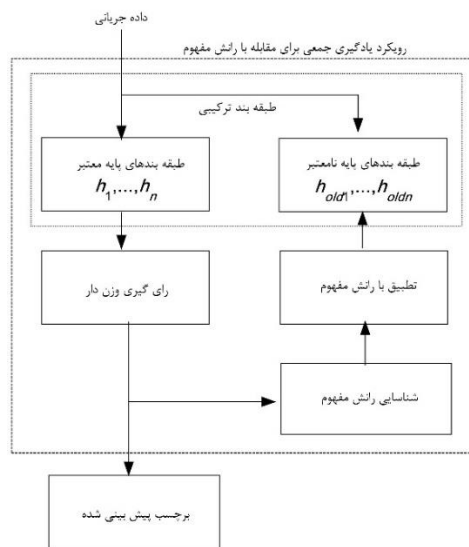 داده جریانی
رویکرد یادگیری جمعی برای مقابله با رانش مفهوم
طبقه بند ترکیبی
طبقه بندهای پایه معتبر
h1,...,hn
طبقه بندهای پایه نامعتبر
hold1,...,holdn
رای گیری وزن دار
تطبیق با رانش مفهوم
شناسایی رانش مفهوم
برچسب پیش بینی شده